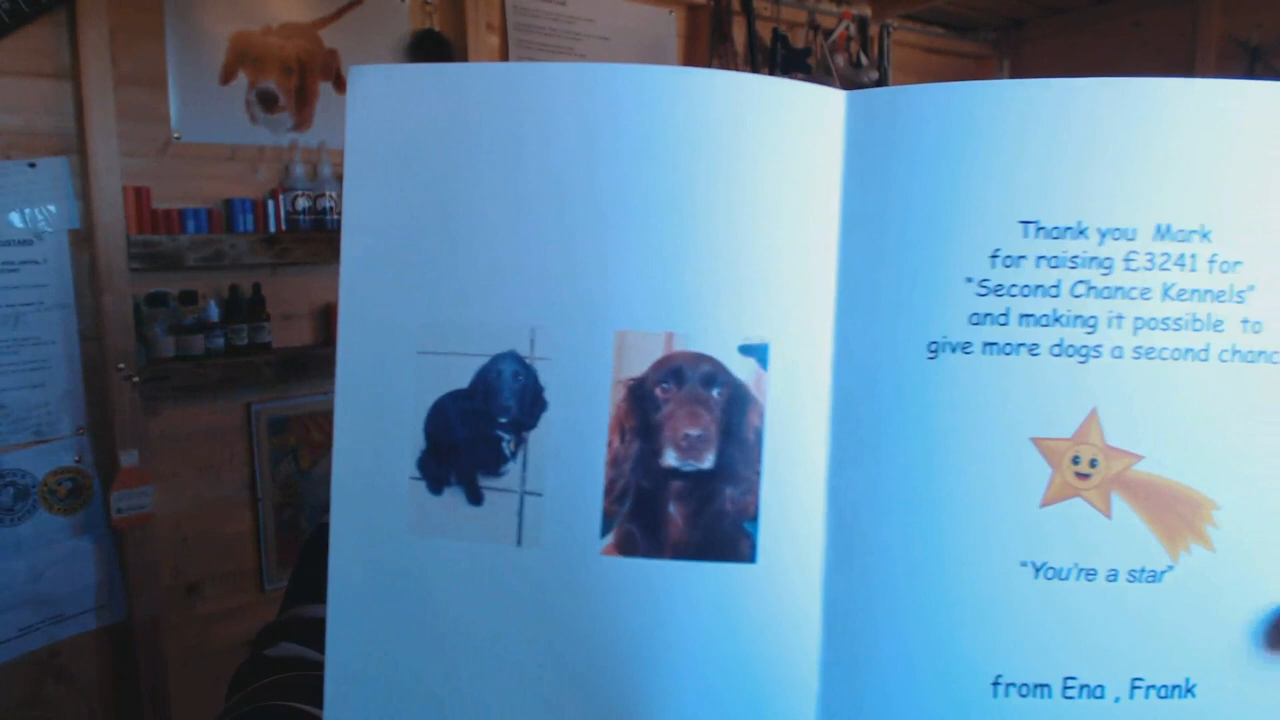 Thank you Mark
for raising £3241 for
"Second Chance Kennels"
and making it possible to
give more dogs a second chanc
"You're a star"
from Ena , Frank